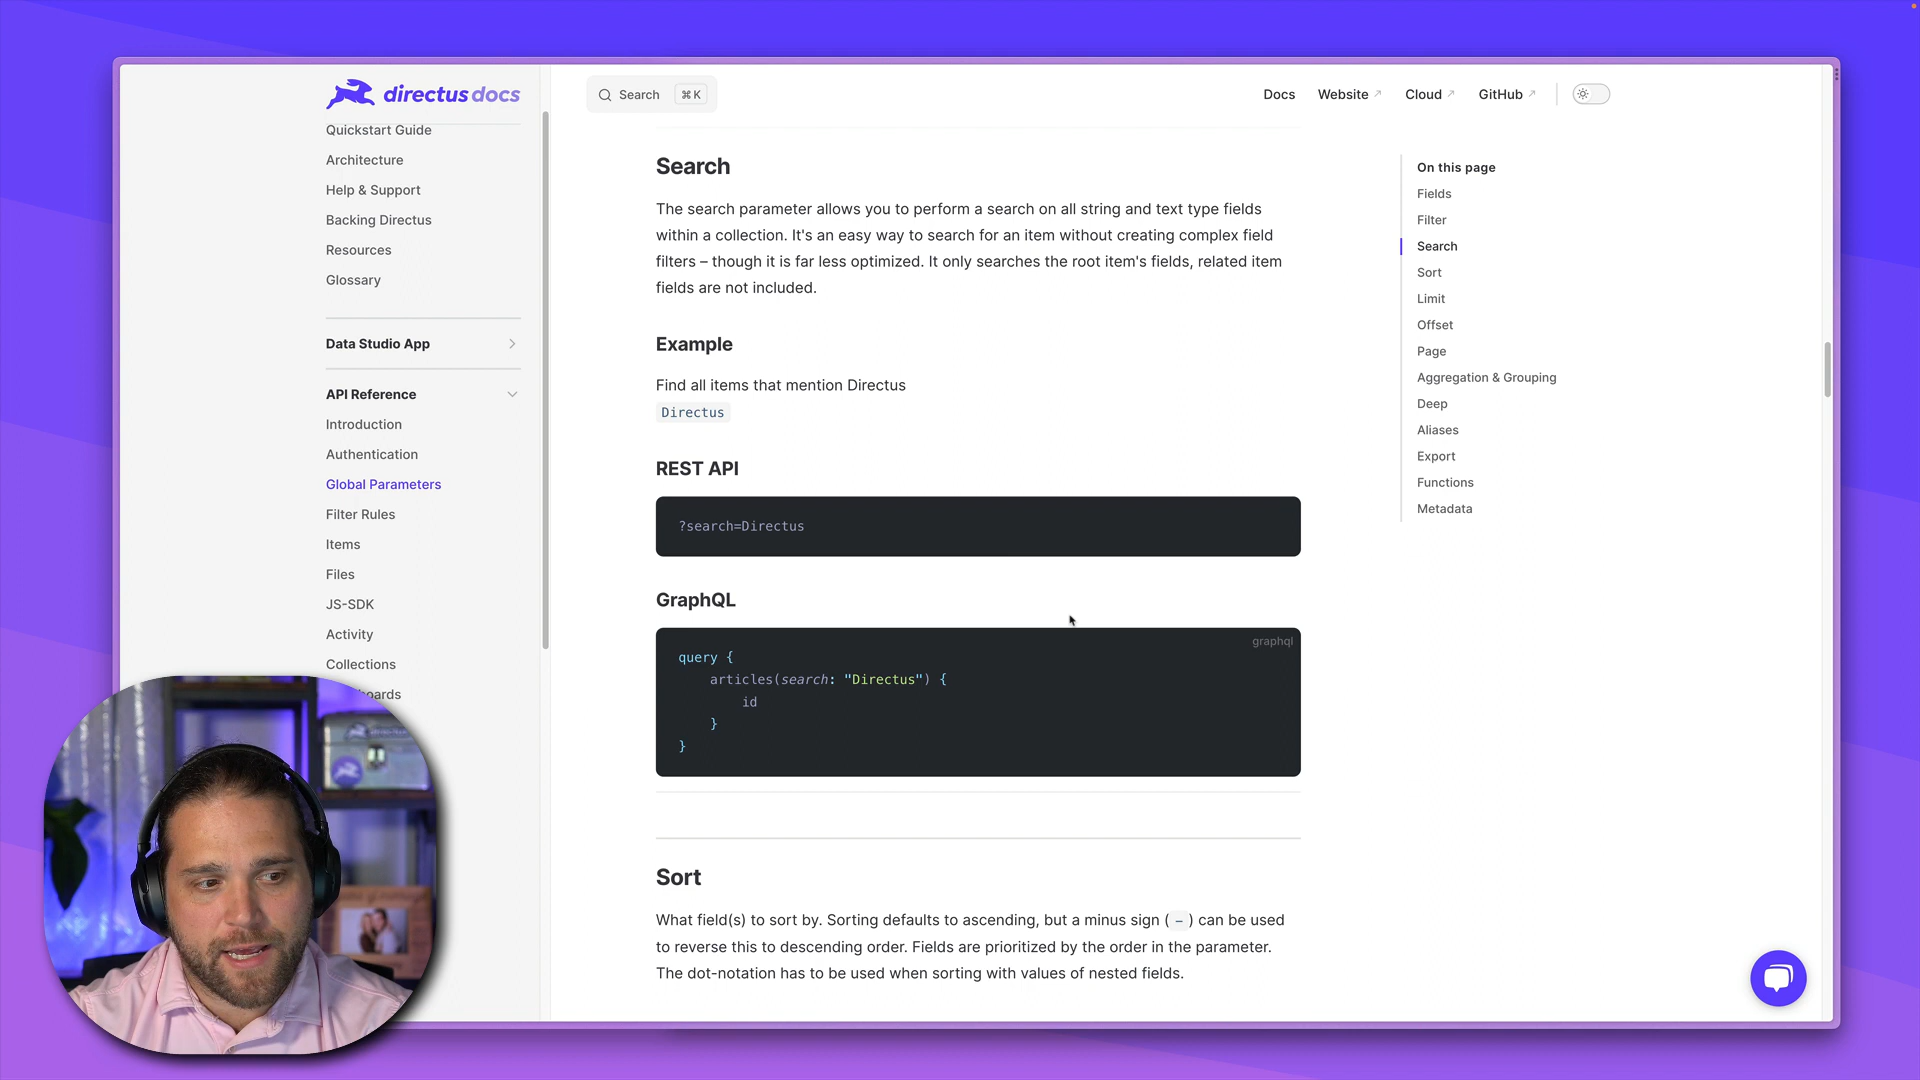 directus docs
Quickstart Guide
Architecture
Help & Support
Backing Directus
Resources
Glossary
Data Studio App
API Reference
Introduction
Authentication
Global Parameters
Filter Rules
Items
Files
JS-SDK
Activity
Collections
boards
Search ⌘ K
Docs Website Cloud GitHub
Search
The search parameter allows you to perform a search on all string and text type fields
within a collection. It's an easy way to search for an item without creating complex field
filters – though it is far less optimized. It only searches the root item's fields, related item
fields are not included.
Example
Find all items that mention Directus
Directus
REST API
?search=Directus
GraphQL
graphql
query {
articles(search: "Directus") {
id
}
}
Sort
What field(s) to sort by. Sorting defaults to ascending, but a minus sign ( - ) can be used
to reverse this to descending order. Fields are prioritized by the order in the parameter.
The dot-notation has to be used when sorting with values of nested fields.
On this page
Fields
Filter
Search
Sort
Limit
Offset
Page
Aggregation & Grouping
Deep
Aliases
Export
Functions
Metadata